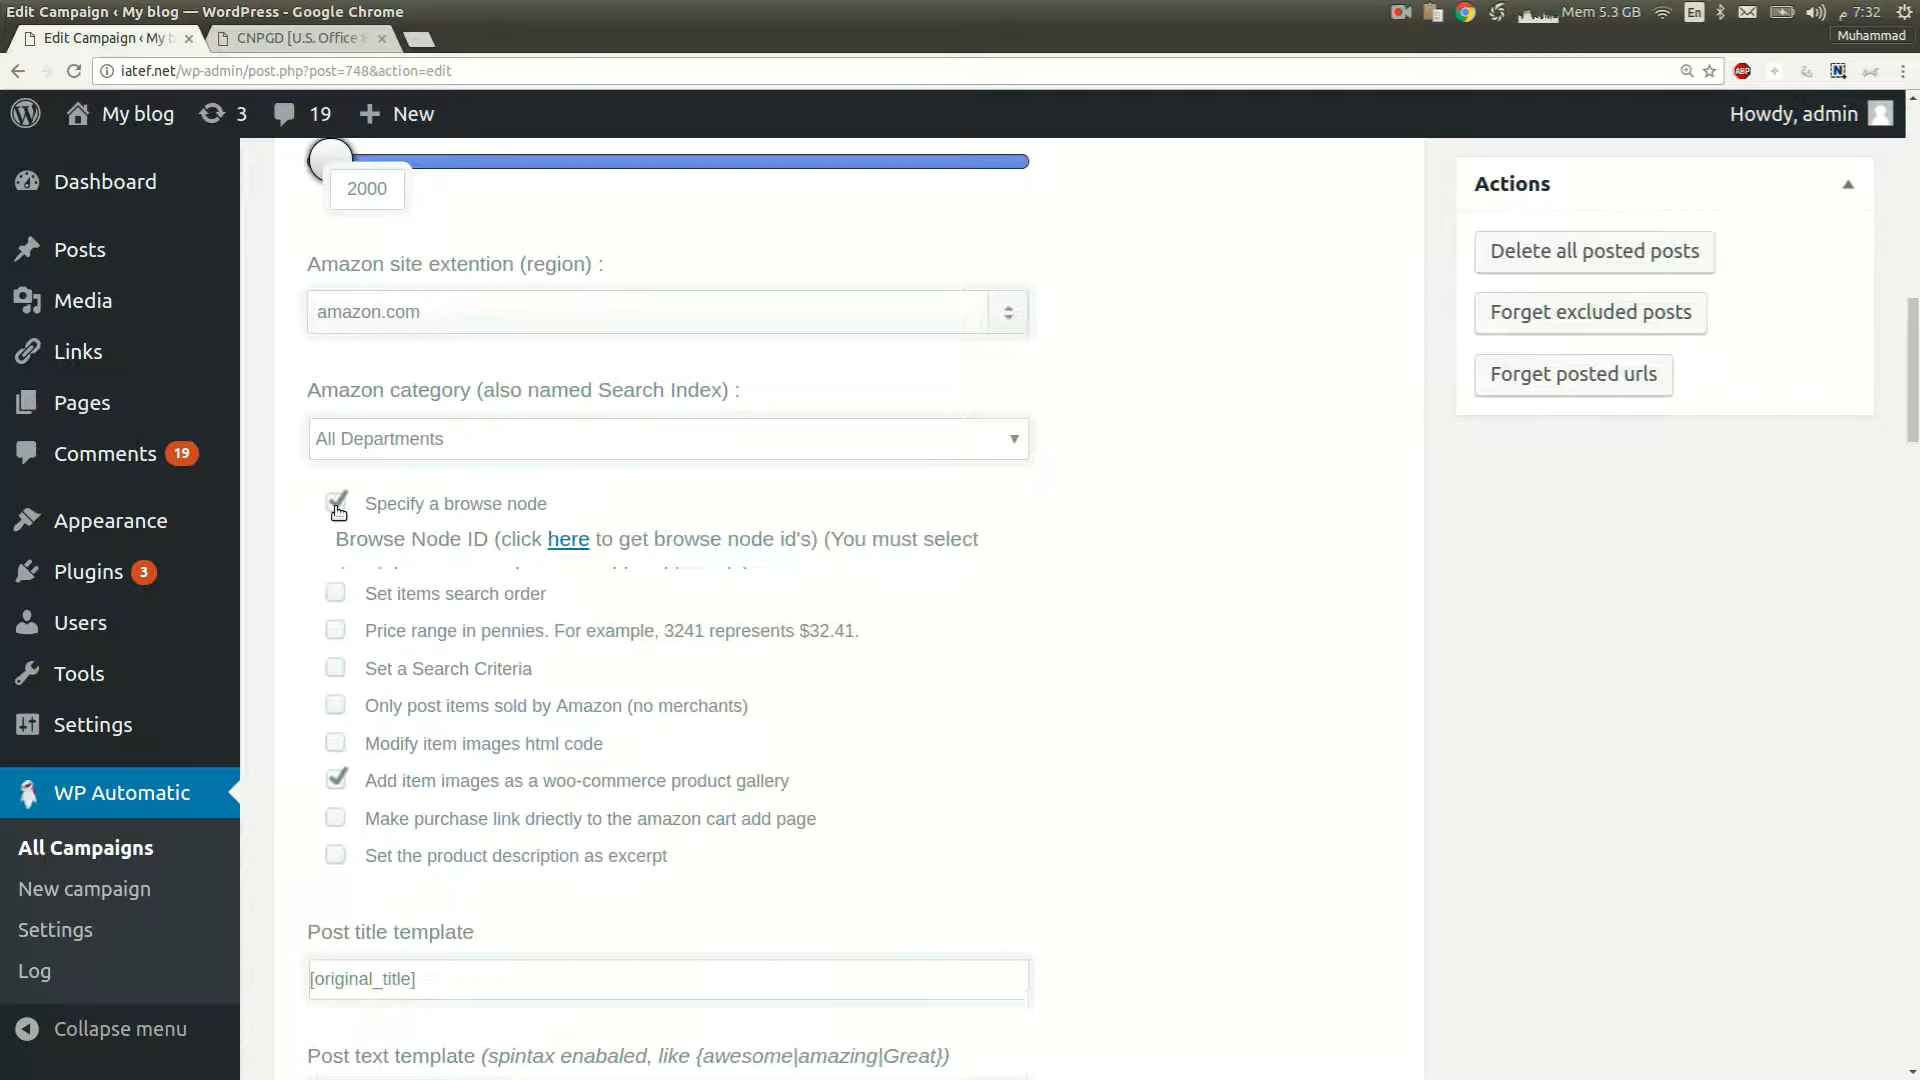 Edit Campaign ‹ My blog — WordPress - Google Chrome
Mem 5.3 GB
En
7:32 م
Edit Campaign ‹ My b
CNPGD [U.S. Office
Muhammad
iatef.net/wp-admin/post.php?post=748&action=edit
ABP
N
My blog
3
19
New
Howdy, admin
Dashboard
Posts
Media
Links
Pages
Comments 19
Appearance
Plugins 3
Users
Tools
Settings
WP Automatic
All Campaigns
New campaign
Settings
Log
Collapse menu
2000
Amazon site extention (region) :
amazon.com
Amazon category (also named Search Index) :
All Departments
Specify a browse node
Browse Node ID (click here to get browse node id's) (You must select
Set items search order
Price range in pennies. For example, 3241 represents $32.41.
Set a Search Criteria
Only post items sold by Amazon (no merchants)
Modify item images html code
Add item images as a woo-commerce product gallery
Make purchase link driectly to the amazon cart add page
Set the product description as excerpt
Post title template
[original_title]
Post text template (spintax enabaled, like {awesome|amazing|Great})
Actions
Delete all posted posts
Forget excluded posts
Forget posted urls